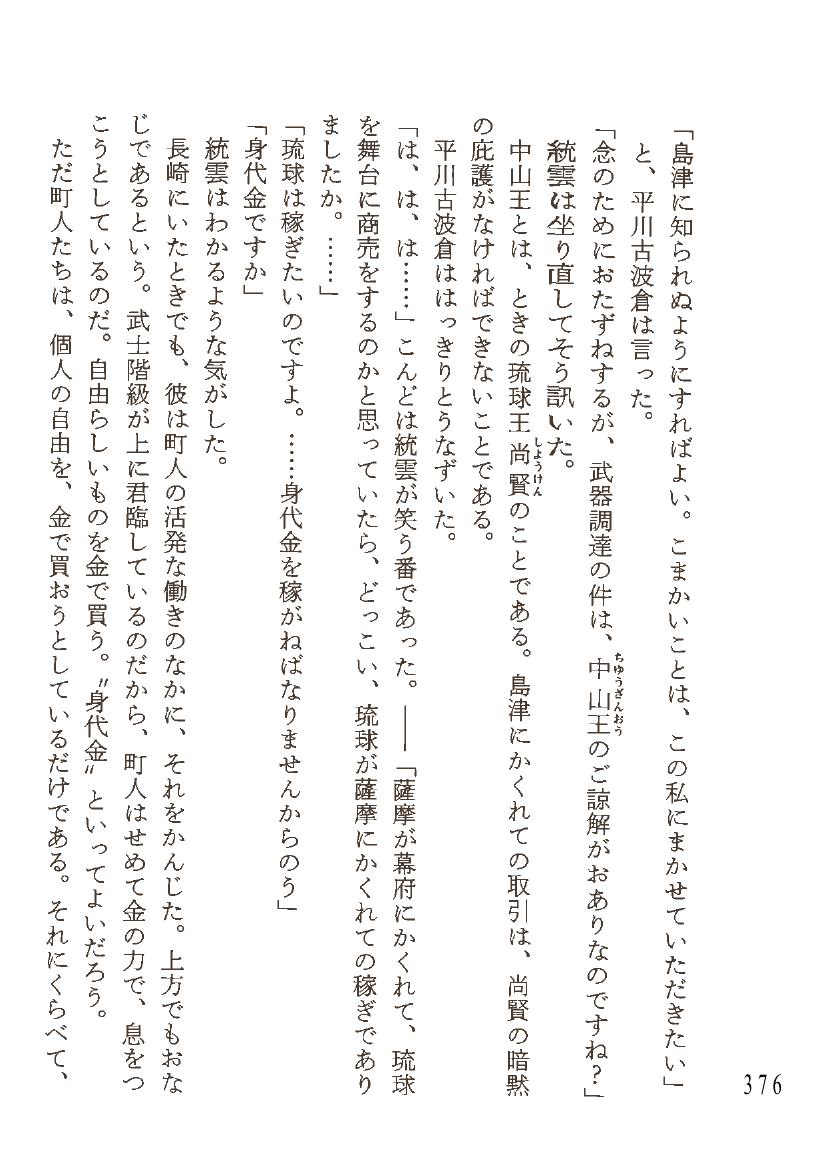 「島津に知られぬようにすればよい。こまかいことは、この私にまかせていただきたい」
と、平川古波倉は言った。
「念のためにおたずねするが、武器調達の件は、中山王のご諒解がおありなのですね？」
ちゆうざんおう
統雲は坐り直してそう訊いた。
中山王とは、ときの琉球王尚賢のことである。島津にかくれての取引は、尚賢の暗黙
しようけん
の庇護がなければできないことである。
平川古波倉ははっきりとうなずいた。
「は、は、は……」こんどは統雲が笑う番であった。――「薩摩が幕府にかくれて、琉球
を舞台に商売をするのかと思っていたら、どっこい、琉球が薩摩にかくれての稼ぎであり
ましたか。……」
「琉球は稼ぎたいのですよ。……身代金を稼がねばなりませんからのう」
「身代金ですか」
統雲はわかるような気がした。
長崎にいたときでも、彼は町人の活発な働きのなかに、それをかんじた。上方でもおな
じであるという。武士階級が上に君臨しているのだから、町人はせめて金の力で、息をつ
こうとしているのだ。自由らしいものを金で買う。〝身代金〟といってよいだろう。
ただ町人たちは、個人の自由を、金で買おうとしているだけである。それにくらべて、
376